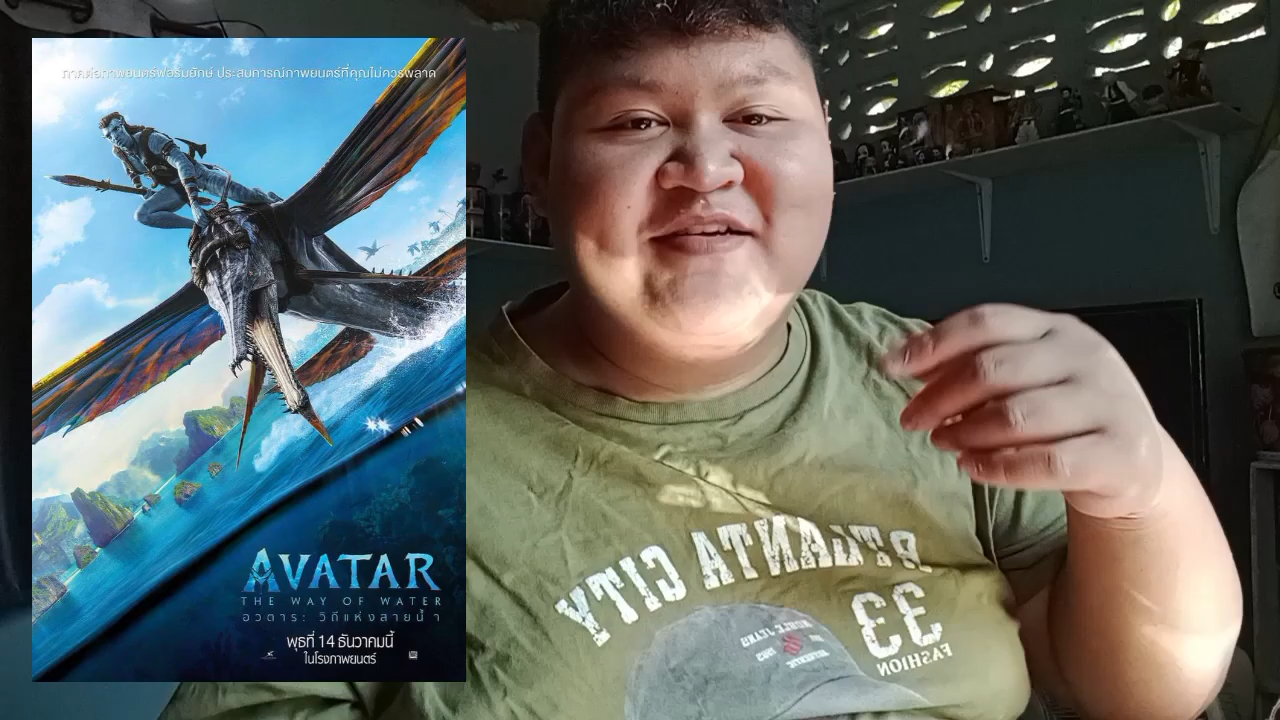 ภาคต่อภาพยนตร์ฟอร์มยักษ์ ประสบการณ์ภาพยนตร์ที่คุณไม่ควรพลาด
AVATAR
THE WAY OF WATER
อวตาร: วิถีแห่งสายน้ำ
พุธที่ 14 ธันวาคมนี้
ในโรงภาพยนตร์
ATLANTA CITY
33
FASHION